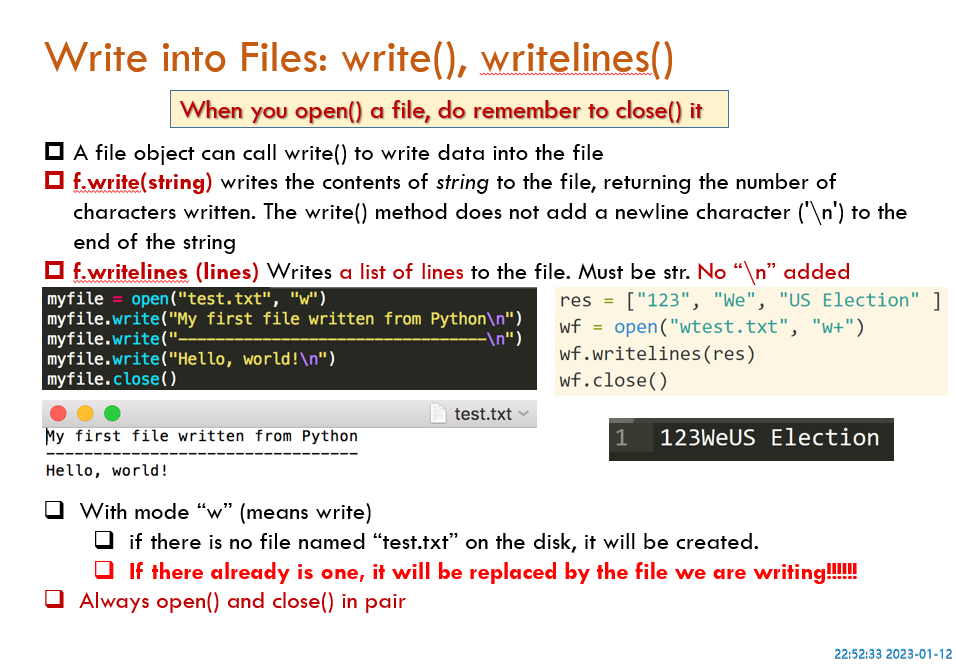 Write into Files: write(), writelines()
When you open() a file, do remember to close() it
A file object can call write() to write data into the file
f.write(string) writes the contents of string to the file, returning the number of
characters written. The write() method does not add a newline character ('\n') to the
end of the string
f.writelines (lines) Writes a list of lines to the file. Must be str. No “\n” added
myfile = open("test.txt", "w")
myfile.write("My first file written from Python\n")
myfile.write("---------------------------------\n")
myfile.write("Hello, world!\n")
myfile.close()
res = ["123", "We", "US Election" ]
wf = open("wtest.txt", "w+")
wf.writelines(res)
wf.close()
test.txt
My first file written from Python
---------------------------------
Hello, world!
1 123WeUS Election
With mode “w” (means write)
if there is no file named “test.txt” on the disk, it will be created.
If there already is one, it will be replaced by the file we are writing!!!!!!
Always open() and close() in pair
22:52:33 2023-01-12